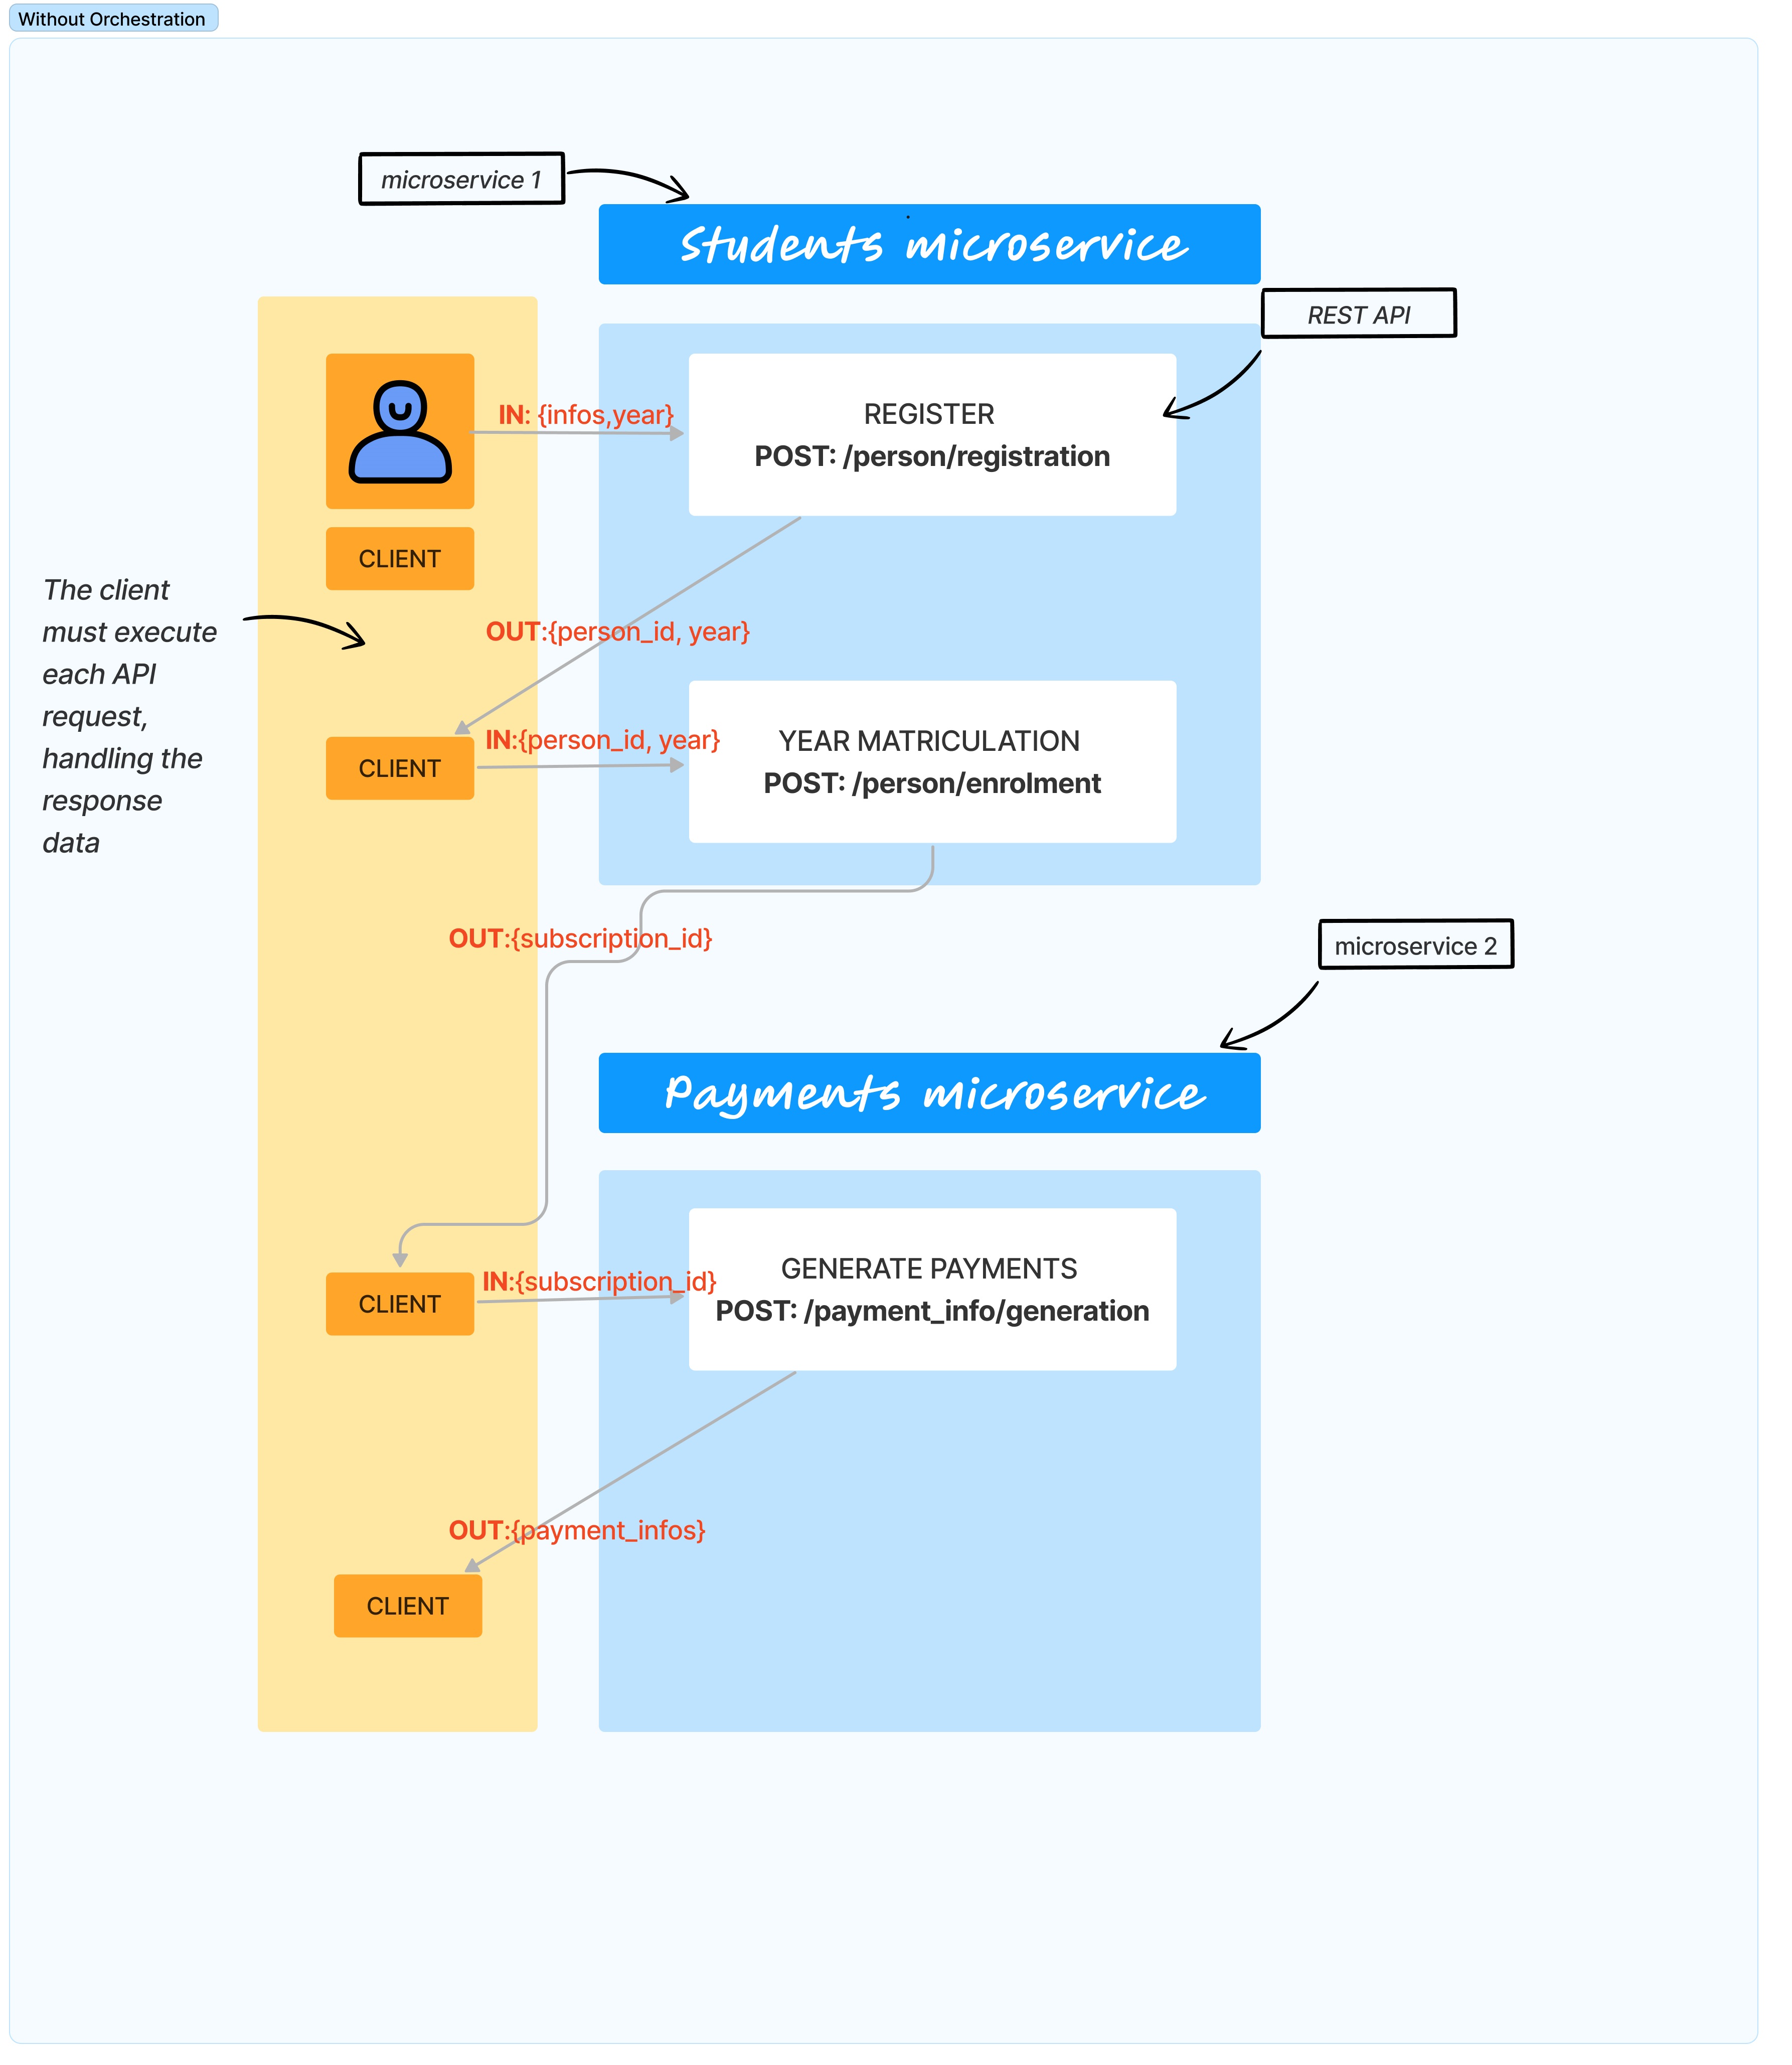 Without Orchestration
microservice 1
Students microservice
REST API
IN: {infos,year}
REGISTER
POST: /person/registration
CLIENT
The client
must execute
each API
request,
handling the
response
data
OUT:{person_id, year}
IN:{person_id, year}
CLIENT
YEAR MATRICULATION
POST: /person/enrolment
OUT:{subscription_id}
microservice 2
Payments microservice
IN:{subscription_id}
CLIENT
GENERATE PAYMENTS
POST: /payment_info/generation
OUT:{payment_infos}
CLIENT